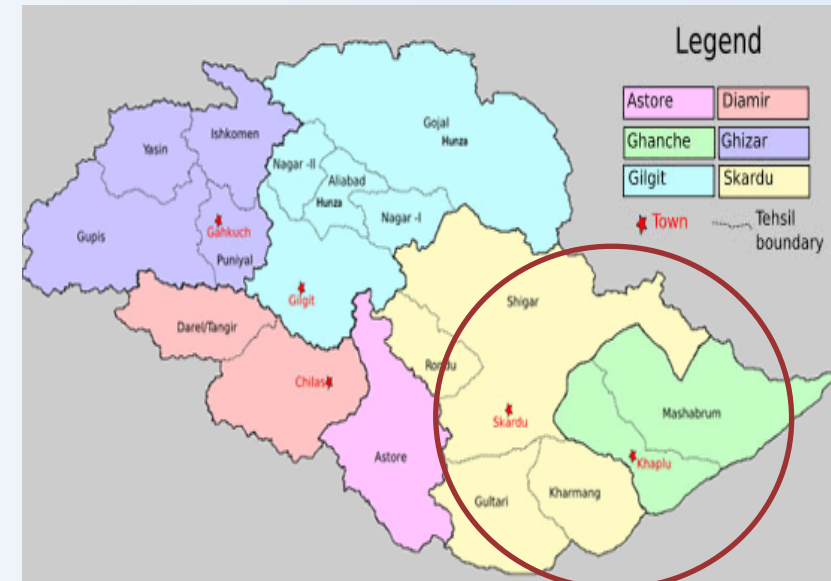 Legend
Astore
Diamir
Ghanche
Ghizar
Gilgit
Skardu
Town
Tehsil
boundary
Ishkomen
Yasin
Gojal
Hunza
Nagar -II
Aliabad
Hunza
Nagar -I
Gahkuch
Gupis
Puniyal
Gilgit
Shigar
Darel/Tangir
Rondu
Chilas
Mashabrum
Skardu
Astore
Khaplu
Gultari
Kharmang